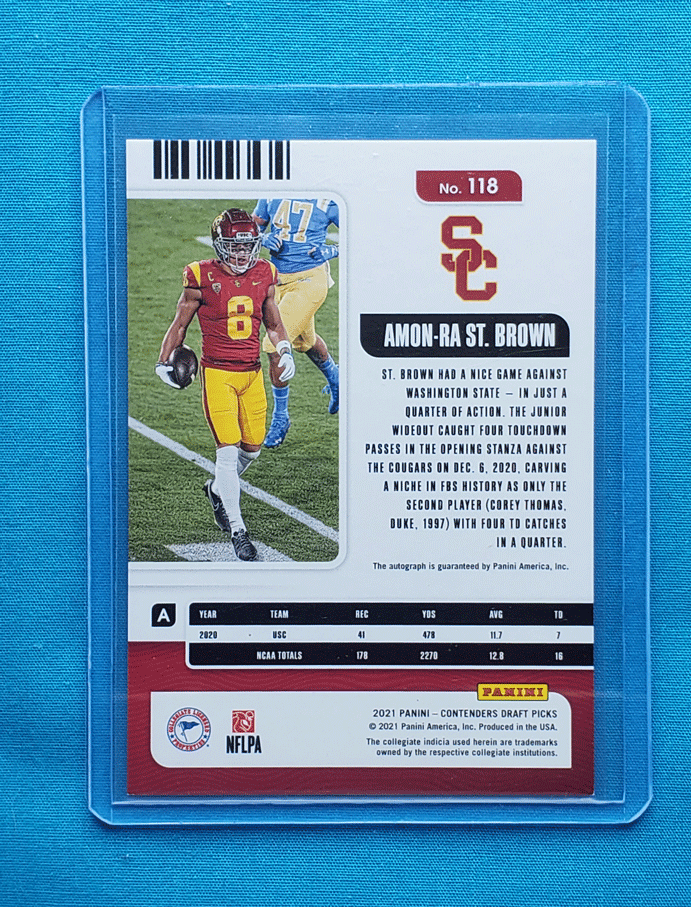 No. 118
SC
47
8
C
AMON-RA ST. BROWN
ST. BROWN HAD A NICE GAME AGAINST
WASHINGTON STATE – IN JUST A
QUARTER OF ACTION. THE JUNIOR
WIDEOUT CAUGHT FOUR TOUCHDOWN
PASSES IN THE OPENING STANZA AGAINST
THE COUGARS ON DEC. 6, 2020, CARVING
A NICHE IN FBS HISTORY AS ONLY THE
SECOND PLAYER (COREY THOMAS,
DUKE, 1997) WITH FOUR TD CATCHES
IN A QUARTER.
The autograph is guaranteed by Panini America, Inc.
A YEAR TEAM REC YDS AVG TD
2020 USC 41 478 11.7 7
NCAA TOTALS 178 2270 12.8 16
PANINI
COLLEGIATE LICENSED PROPERTIES
NFLPA
2021 PANINI – CONTENDERS DRAFT PICKS
© 2021 Panini America, Inc. Produced in the USA.
The collegiate indicia used herein are trademarks
owned by the respective collegiate institutions.